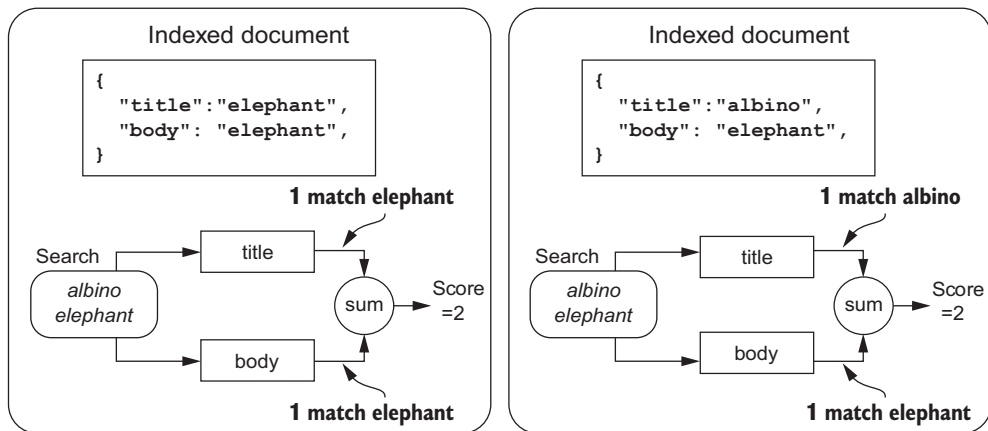 Indexed document
{
"title":"elephant",
"body": "elephant",
}
1 match elephant
Search
albino
elephant
title
sum
Score
=2
body
1 match elephant
Indexed document
{
"title":"albino",
"body": "elephant",
}
1 match albino
Search
albino
elephant
title
sum
Score
=2
body
1 match elephant